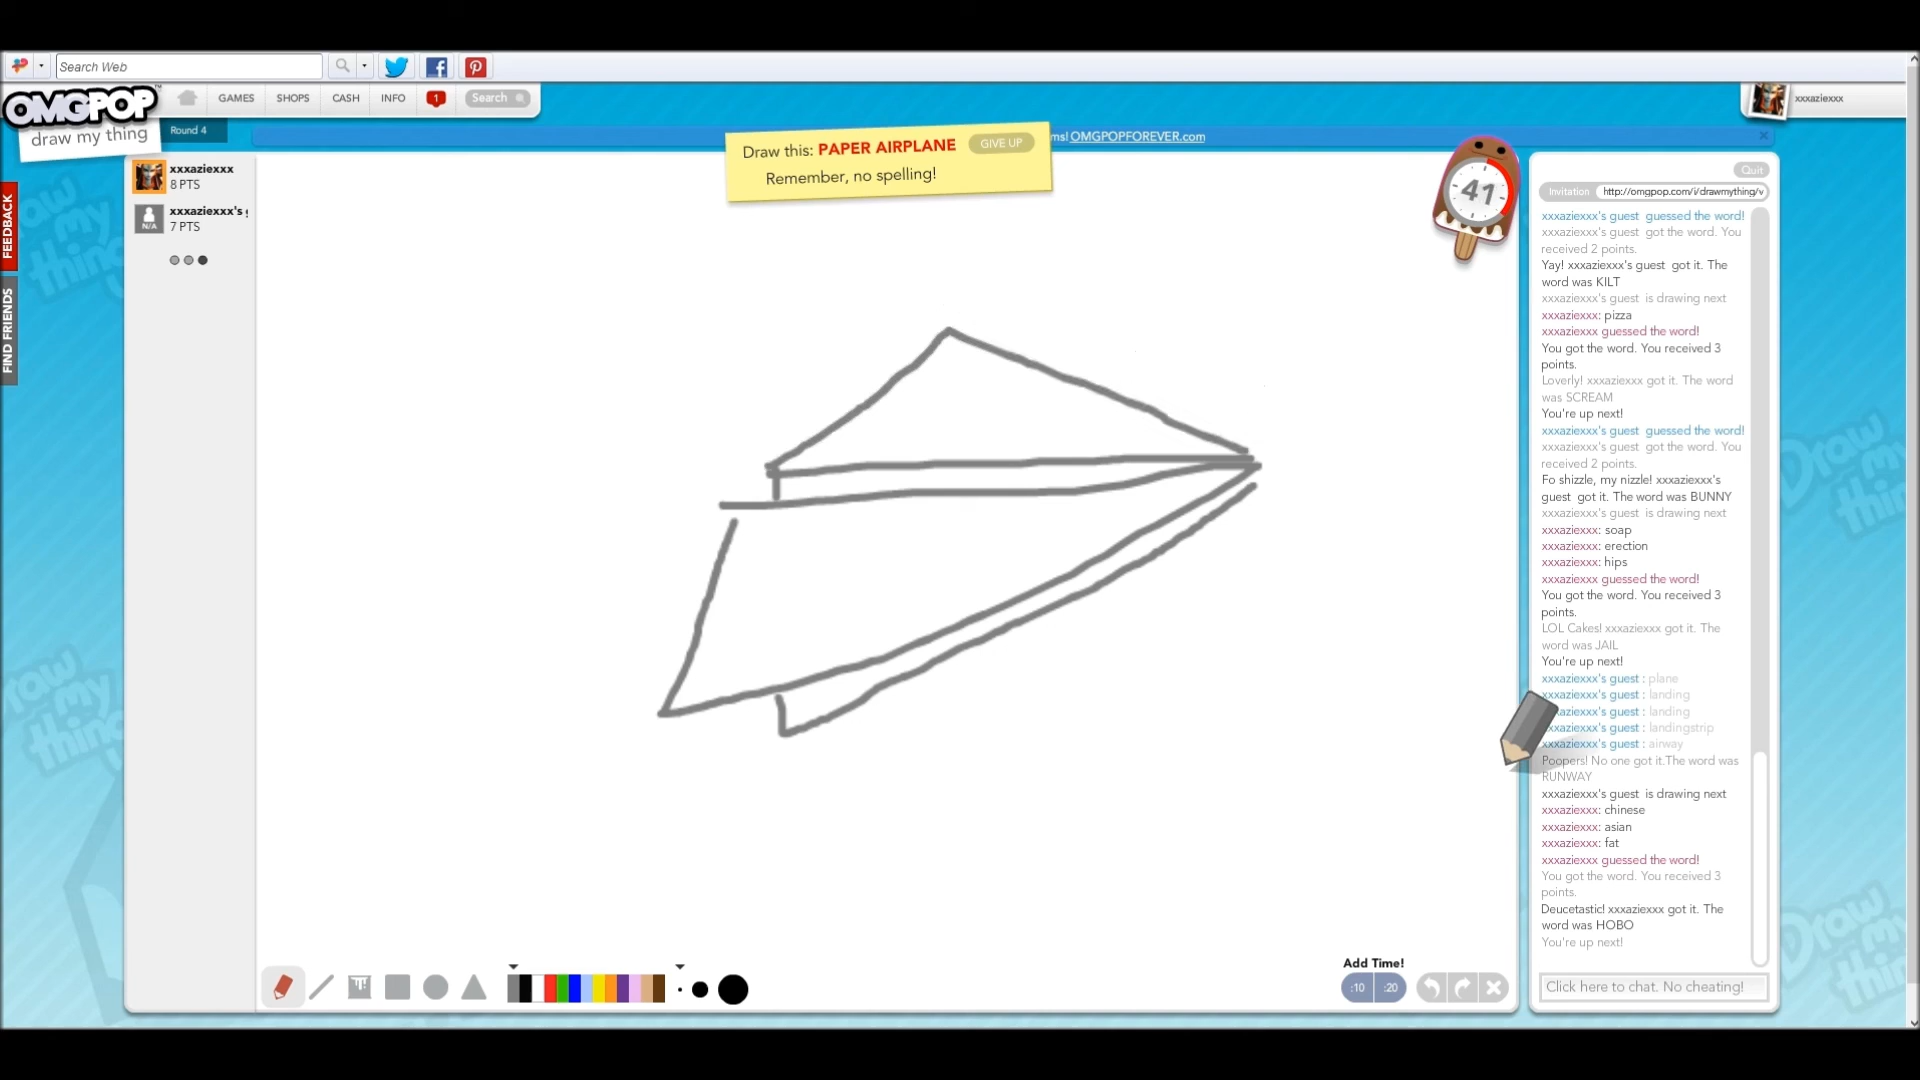 Search Web
OMGPOP
GAMES
SHOPS
CASH
INFO
1
Search
xxxaziexxx
draw my thing
Round 4
ms! OMGPOPFOREVER.com
Draw this: PAPER AIRPLANE
GIVE UP
Remember, no spelling!
41
FEEDBACK
FIND FRIENDS
xxxaziexxx
8 PTS
N/A
xxxaziexxx's
7 PTS
Quit
Invitation
http://omgpop.com/i/drawmything/v
xxxaziexxx's guest guessed the word!
xxxaziexxx's guest got the word. You
received 2 points.
Yay! xxxaziexxx's guest got it. The
word was KILT
xxxaziexxx's guest is drawing next
xxxaziexxx: pizza
xxxaziexxx guessed the word!
You got the word. You received 3
points.
Loverly! xxxaziexxx got it. The word
was SCREAM
You're up next!
xxxaziexxx's guest guessed the word!
xxxaziexxx's guest got the word. You
received 2 points.
Fo shizzle, my nizzle! xxxaziexxx's
guest got it. The word was BUNNY
xxxaziexxx's guest is drawing next
xxxaziexxx: soap
xxxaziexxx: erection
xxxaziexxx: hips
xxxaziexxx guessed the word!
You got the word. You received 3
points.
LOL Cakes! xxxaziexxx got it. The
word was JAIL
You're up next!
xxxaziexxx's guest : plane
xxxaziexxx's guest : landing
xxaziexxx's guest : landing
xxaziexxx's guest : landingstrip
xxxaziexxx's guest : airway
Poopers! No one got it.The word was
RUNWAY
xxxaziexxx's guest is drawing next
xxxaziexxx: chinese
xxxaziexxx: asian
xxxaziexxx: fat
xxxaziexxx guessed the word!
You got the word. You received 3
points.
Deucetastic! xxxaziexxx got it. The
word was HOBO
You're up next!
Click here to chat. No cheating!
Add Time!
:10
:20